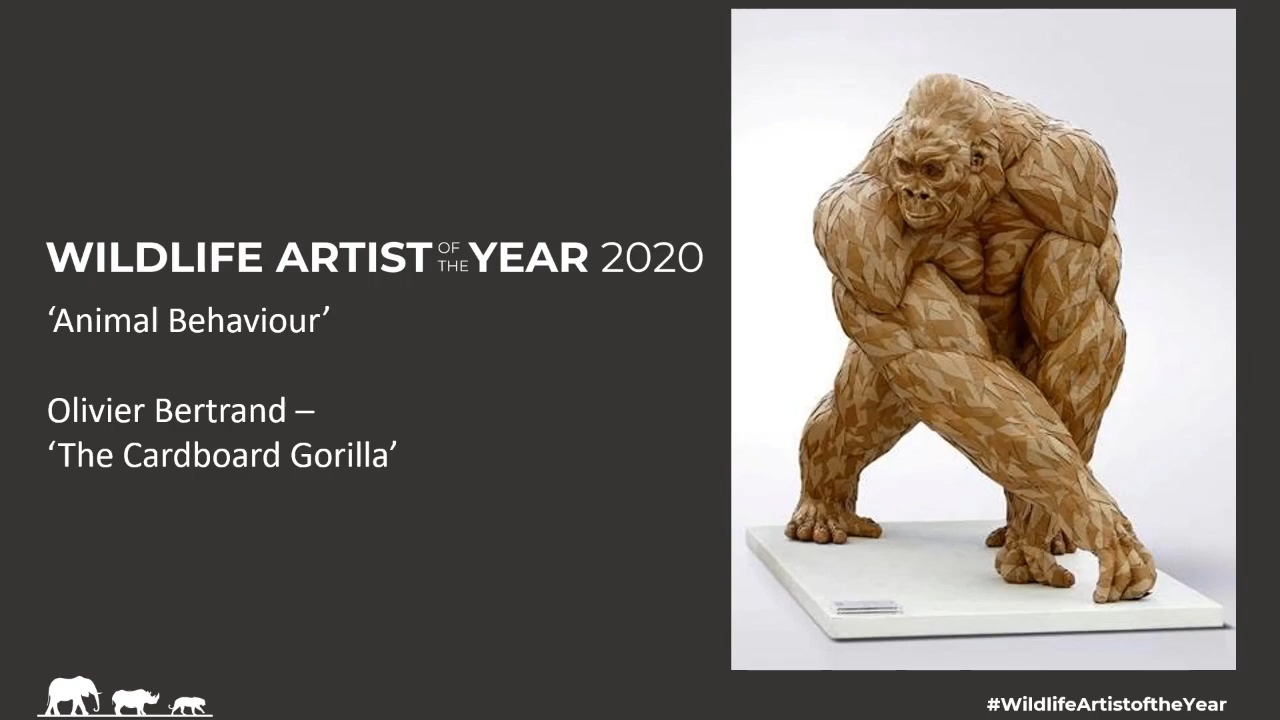 WILDLIFE ARTIST OF THE YEAR 2020
‘Animal Behaviour’
Olivier Bertrand –
‘The Cardboard Gorilla’
#WildlifeArtistoftheYear